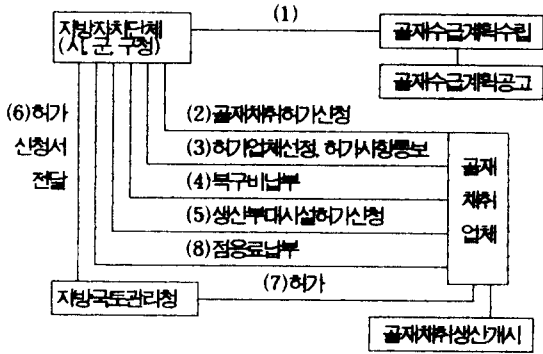 (1)
지방자치단체
(시, 군, 구청)
골재수급계획수립
골재수급계획공고
(6)허가
신청서
전달
(2)골재채취허가신청
(3)허가업체선정, 허가사항통보
(4)복구비납부
(5)생산부대시설허가신청
(8)점용료납부
(7)허가
골재
채취
업체
지방국토관리청
골재채취생산개시